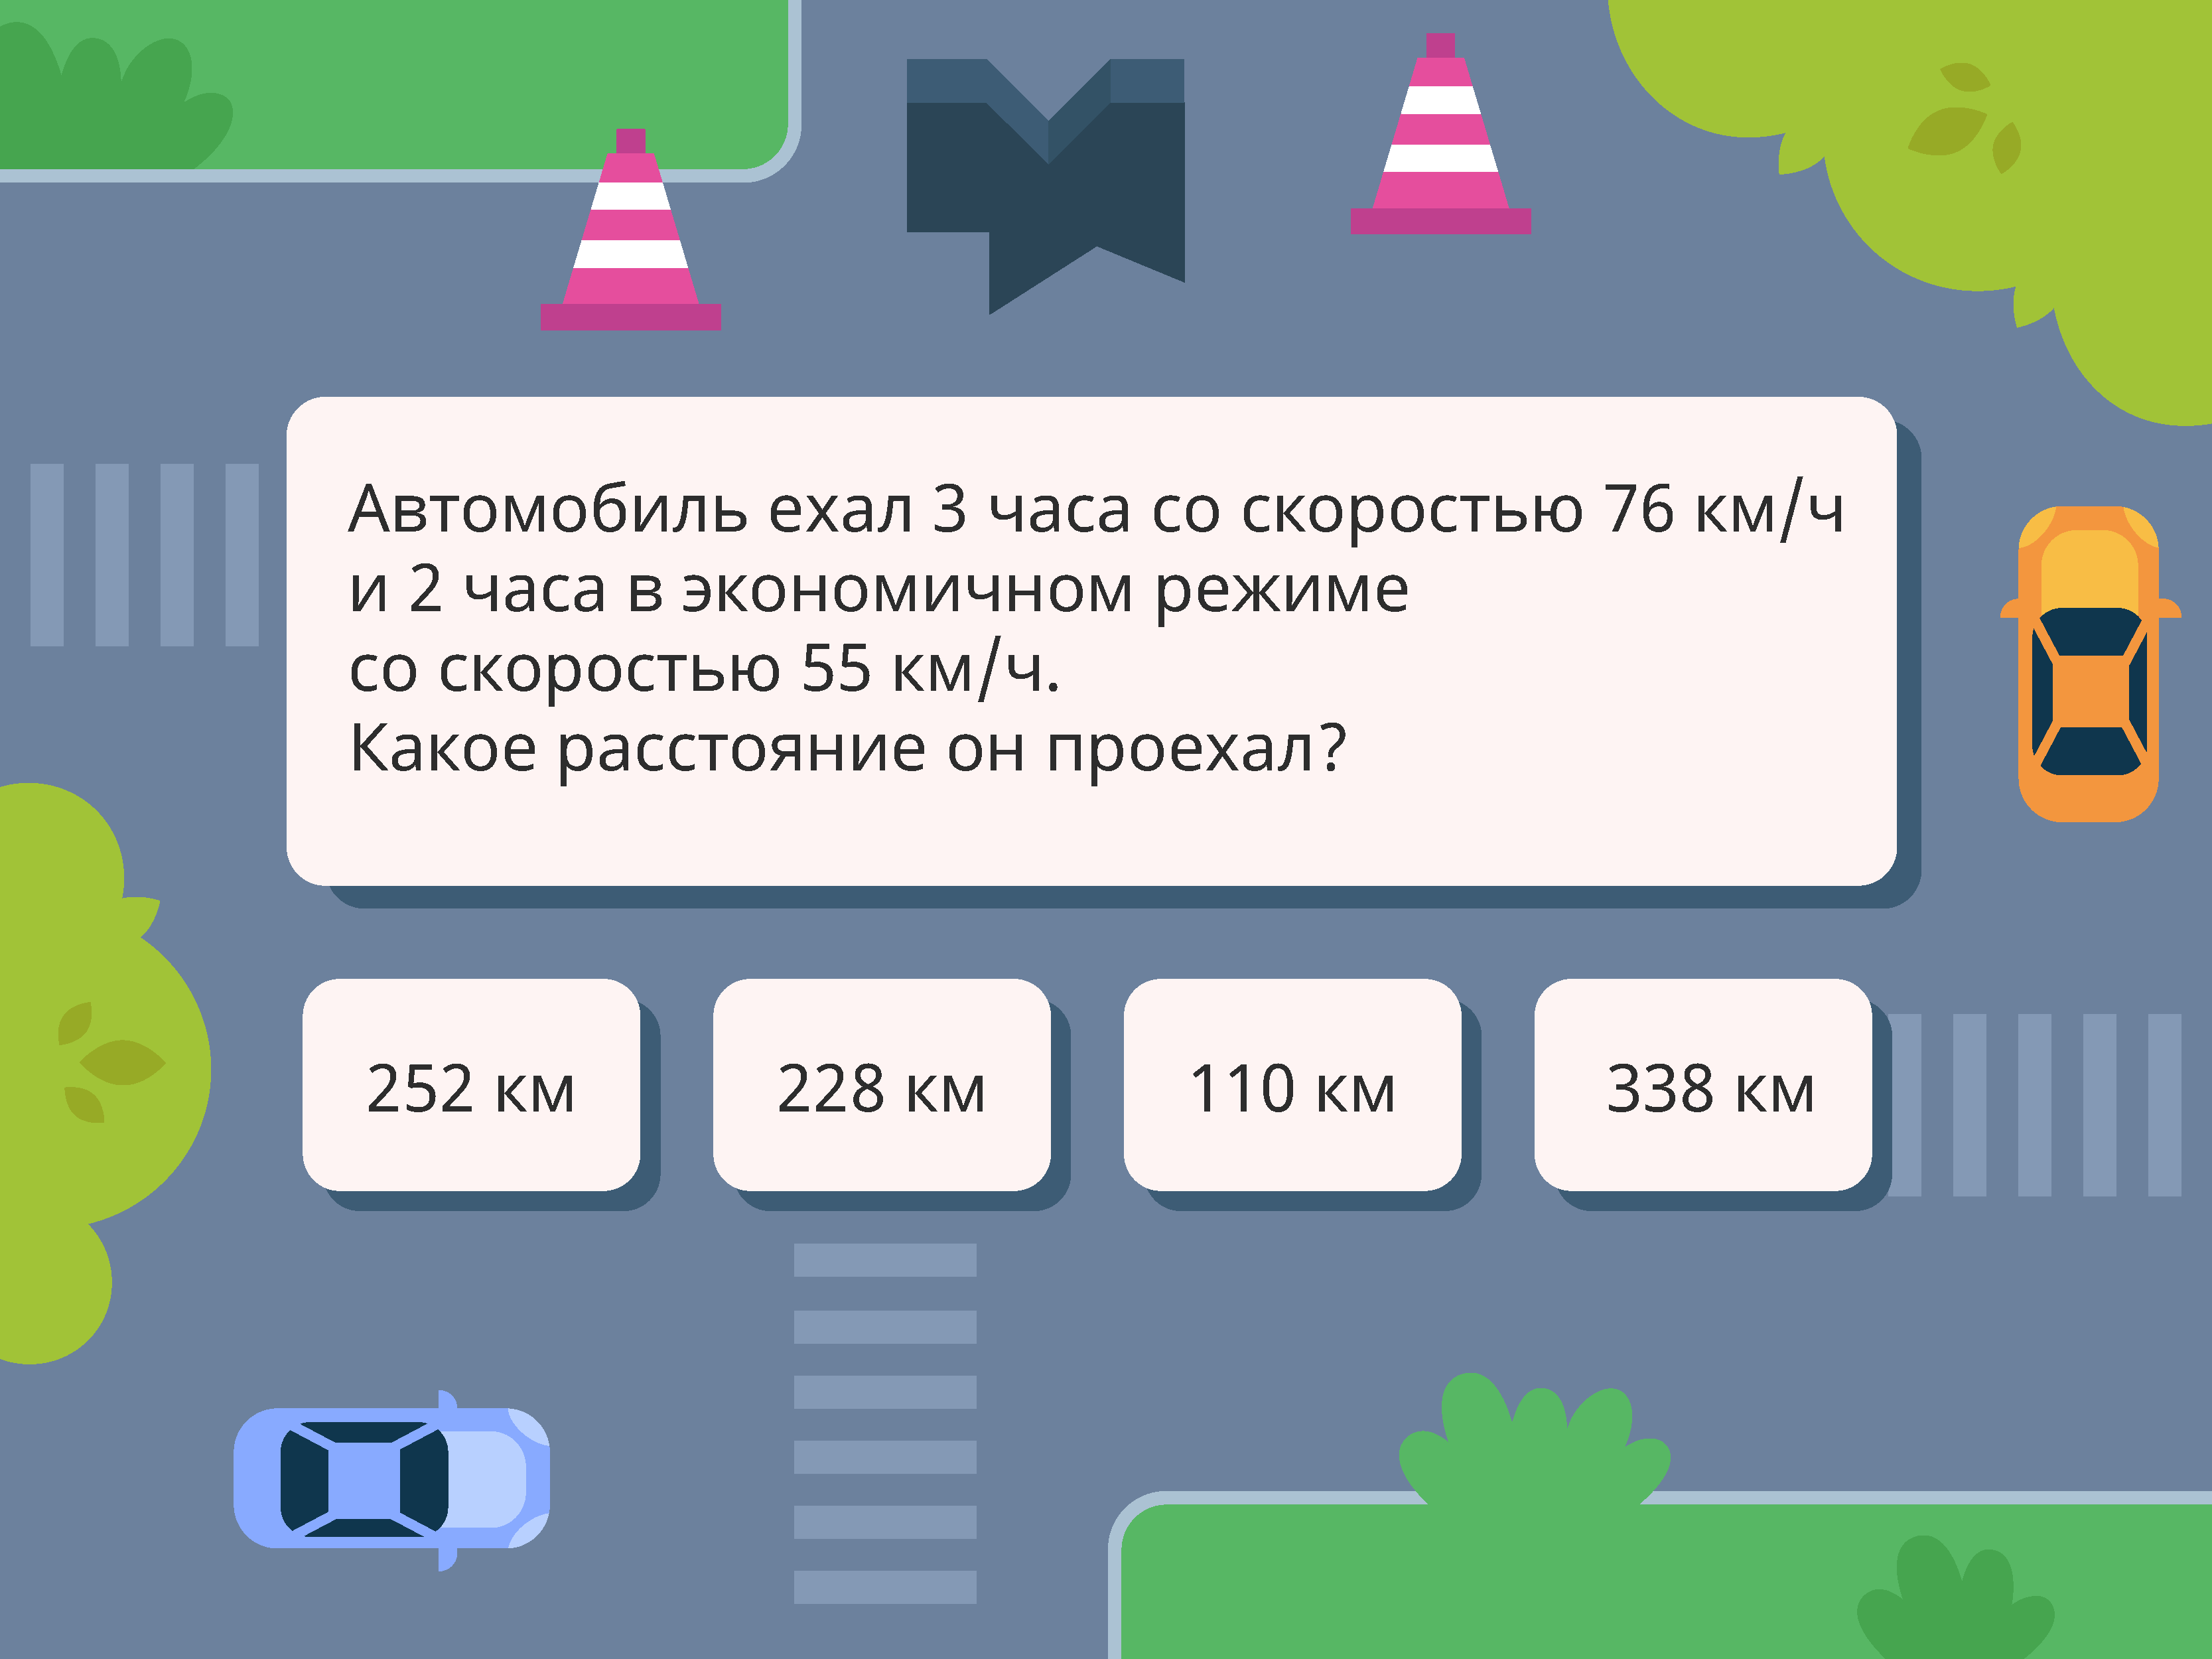 Автомобиль ехал 3 часа со скоростью 76 км/ч
и 2 часа в экономичном режиме
со скоростью 55 км/ч.
Какое расстояние он проехал?
252 км
228 км
110 км
338 км